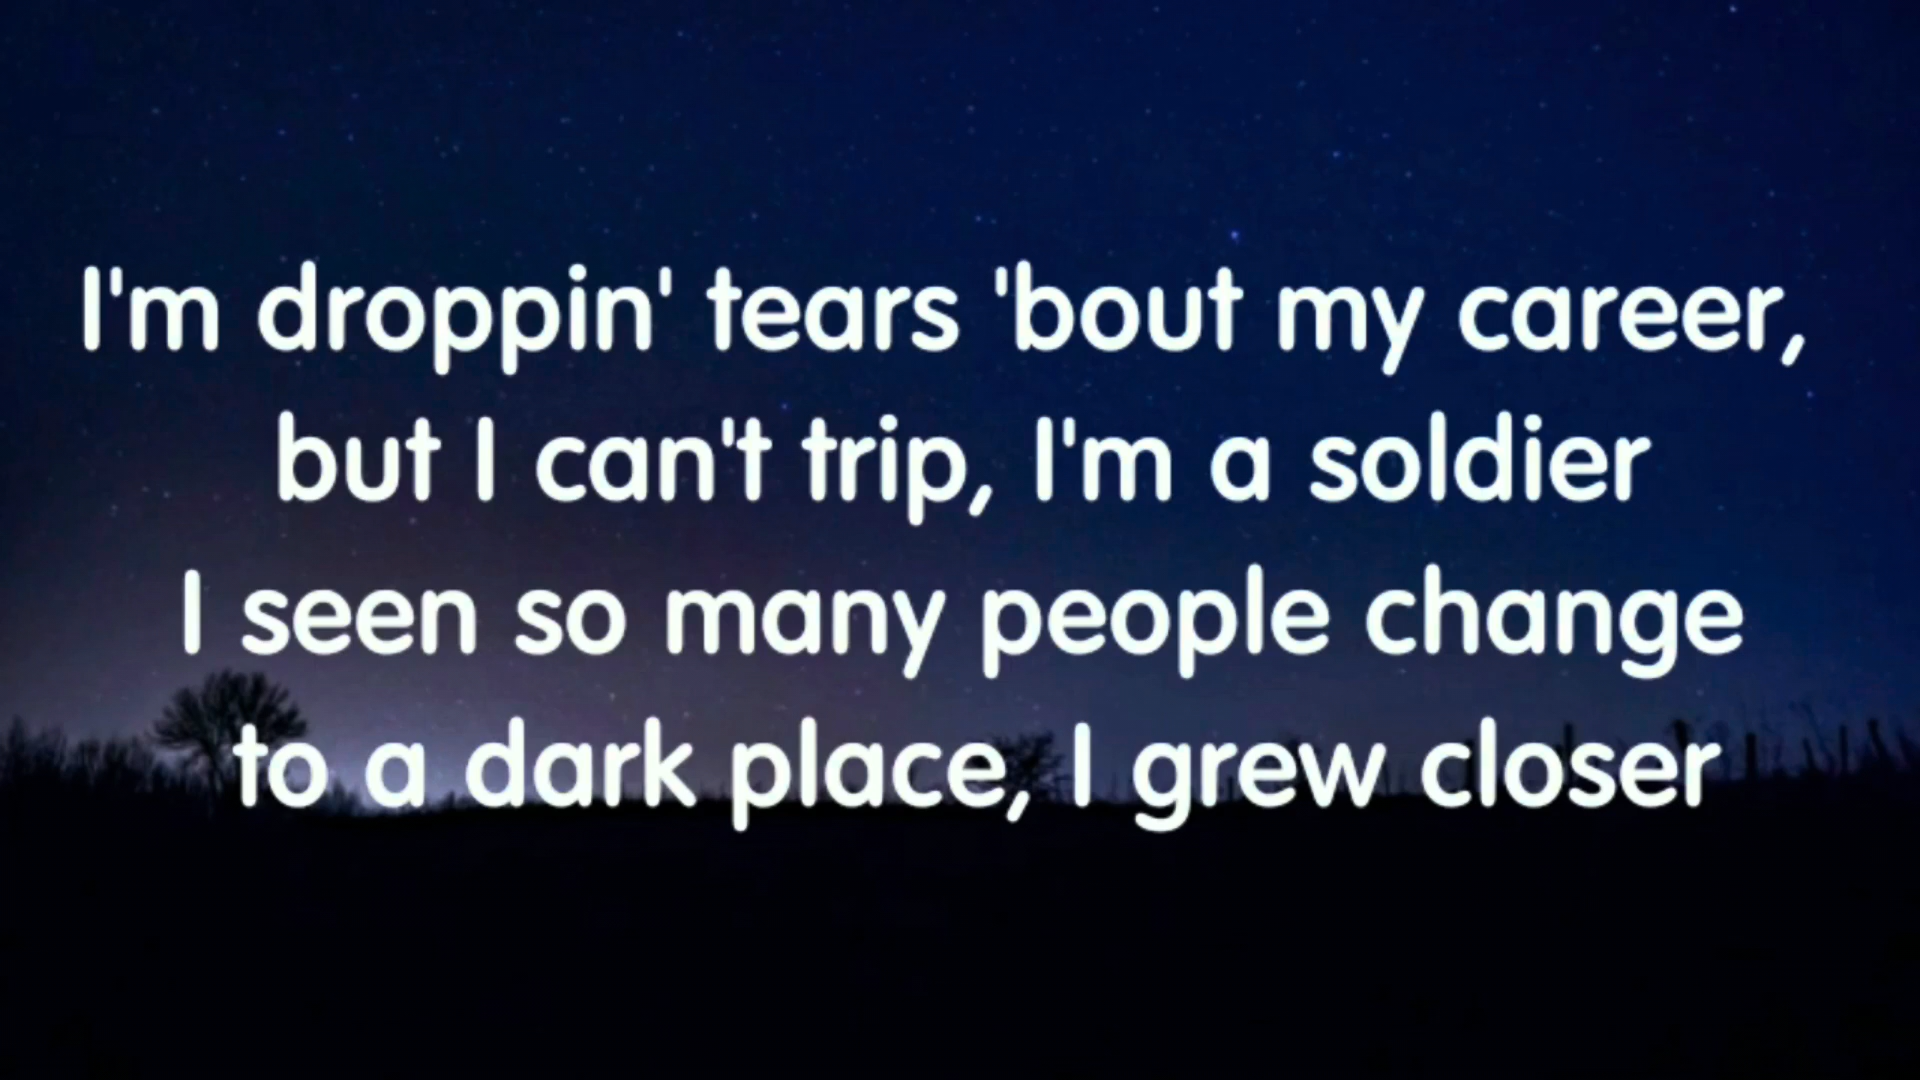 I'm droppin' tears 'bout my career,
but I can't trip, I'm a soldier
I seen so many people change
to a dark place, I grew closer